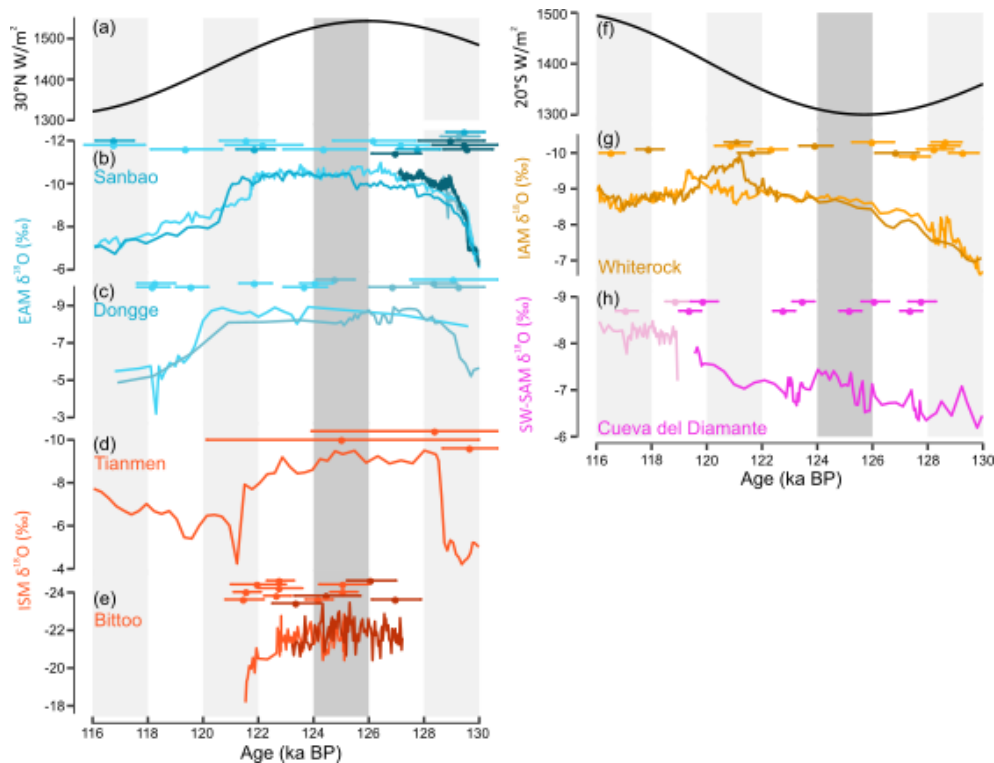 (a)
30°N W/m²
1500
1400
1300
(b)
Sanbao
EAM δ¹⁸O (‰)
-12
-10
-8
-6
(c)
Dongge
-9
-7
-5
-3
(d)
Tianmen
ISM δ¹⁸O (‰)
-10
-8
-6
-4
(e)
Bittoo
-24
-22
-20
-18
116 118 120 122 124 126 128 130
Age (ka BP)
(f)
20°S W/m²
1500
1400
1300
(g)
Whiterock
IAM δ¹⁸O (‰)
-10
-9
-8
-7
(h)
Cueva del Diamante
SW-SAM δ¹⁸O (‰)
-9
-8
-7
-6
116 118 120 122 124 126 128 130
Age (ka BP)